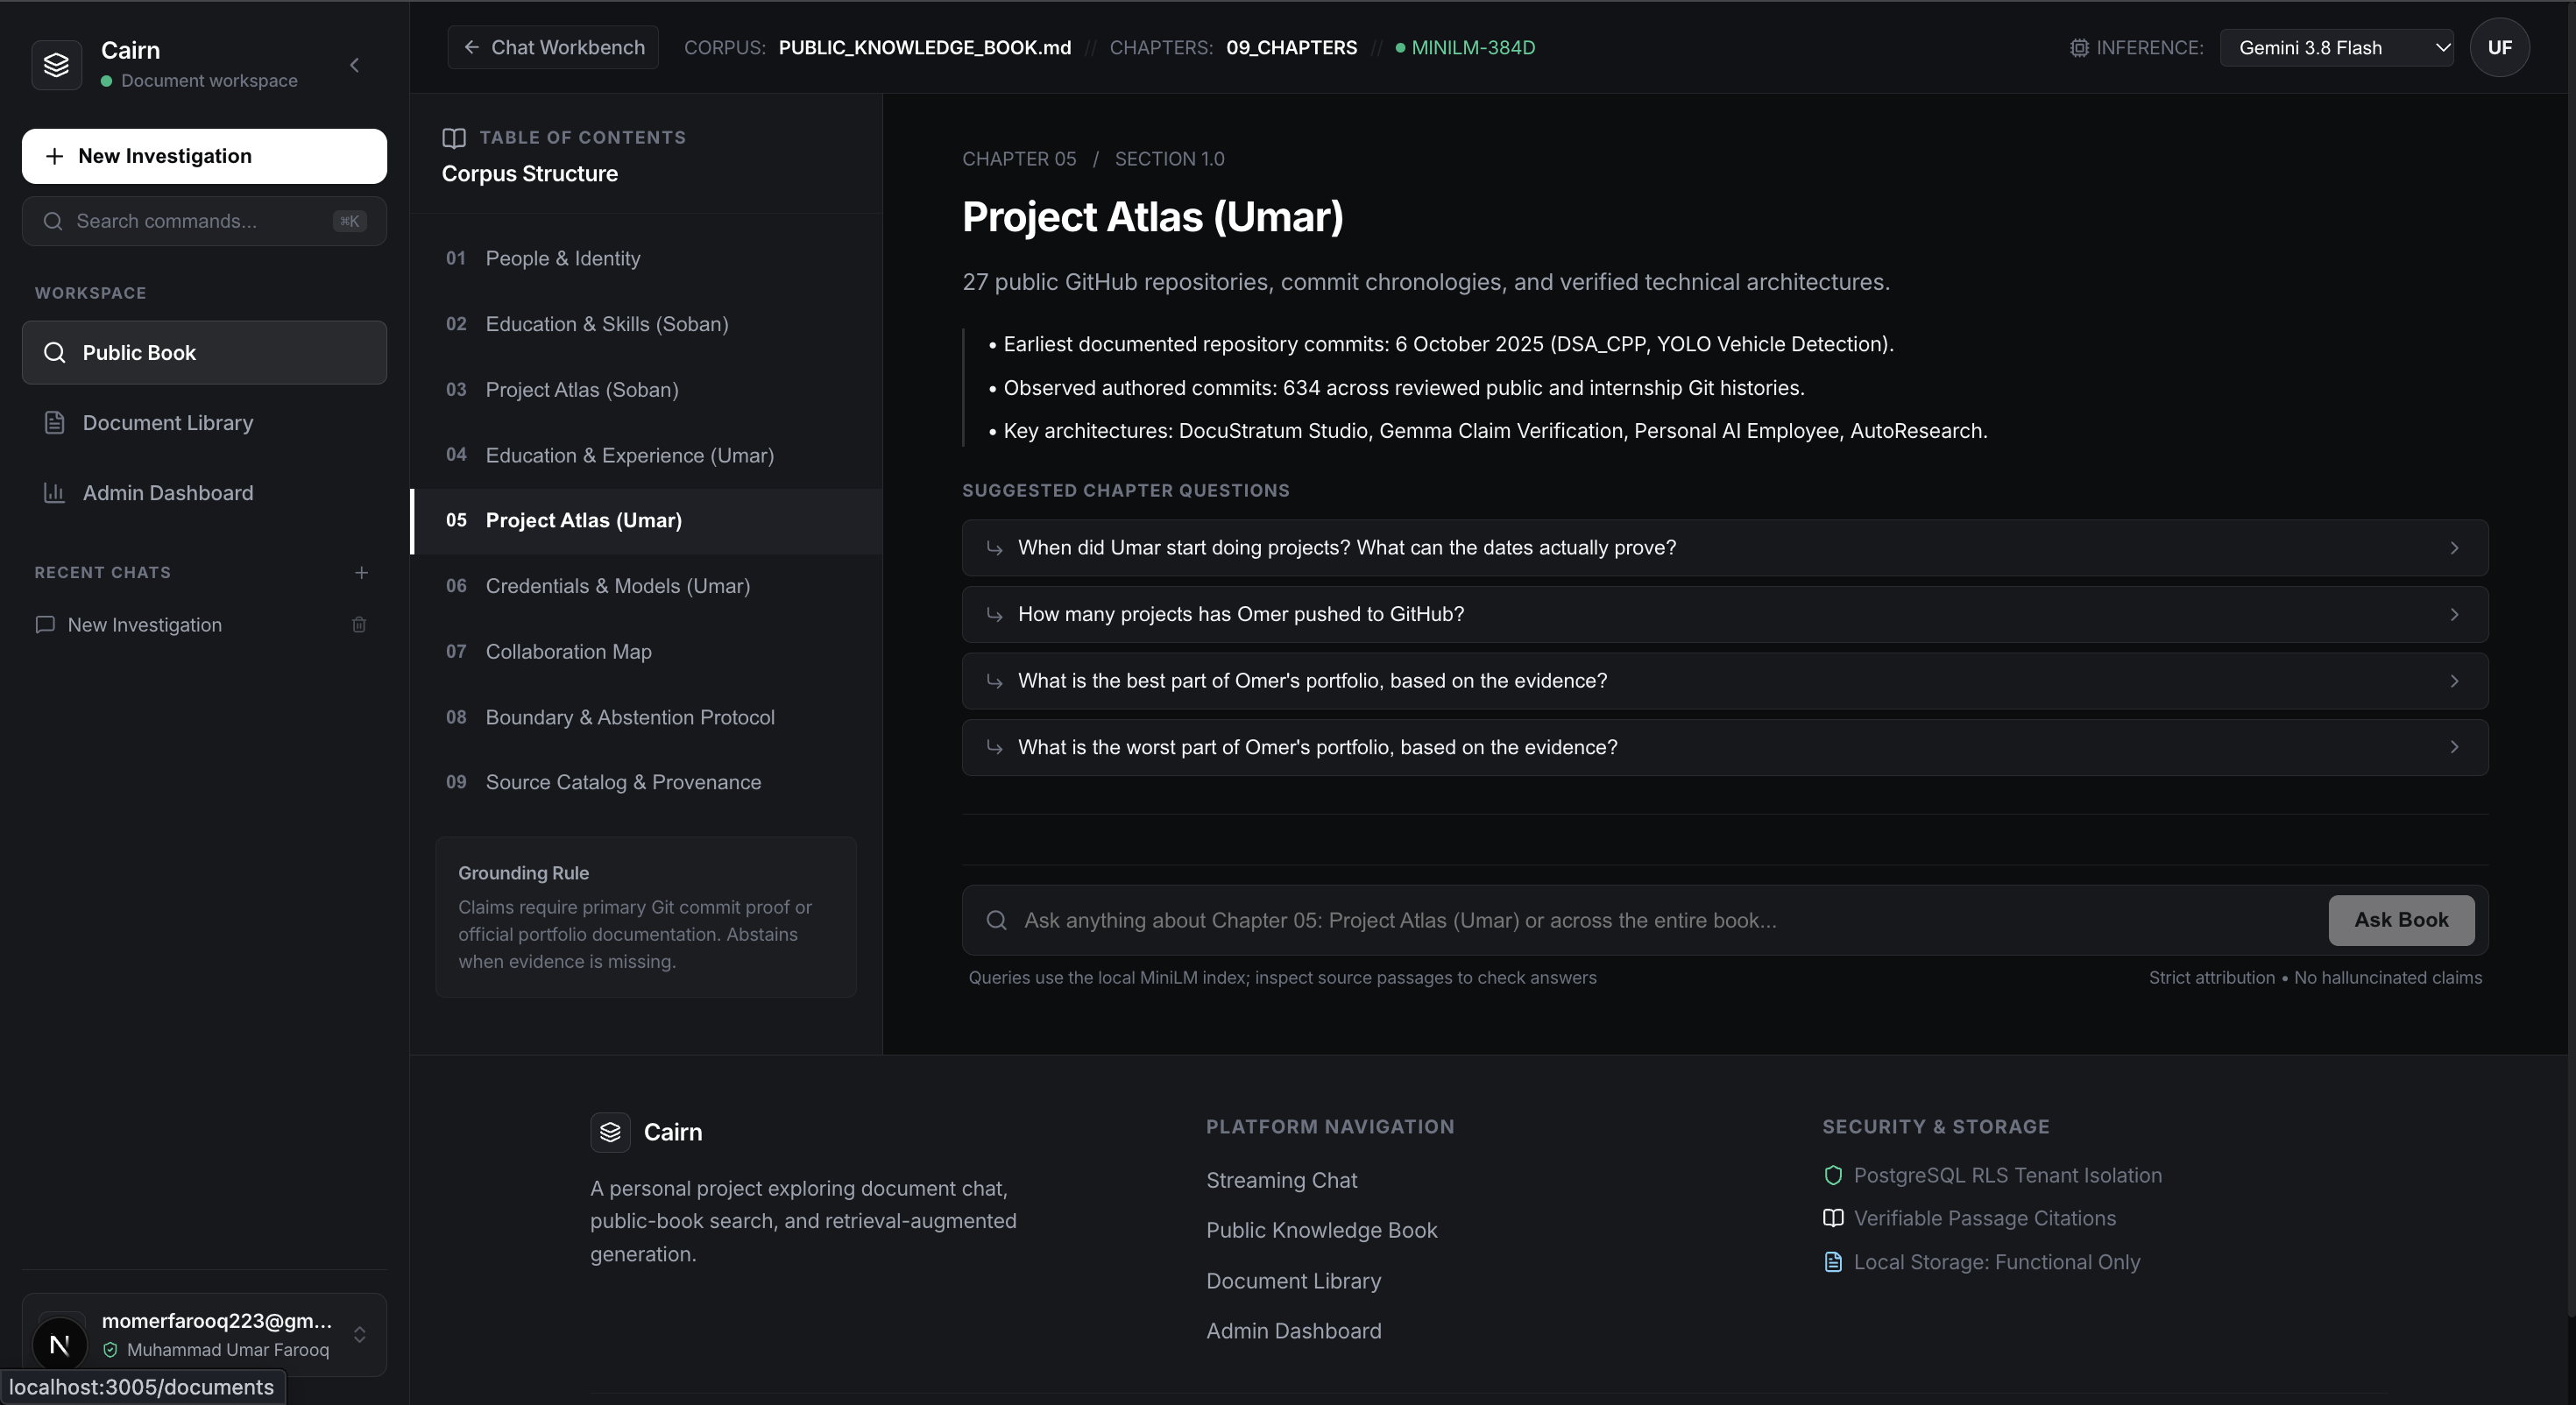 Cairn
Document workspace
New Investigation
Search commands...
⌘K
WORKSPACE
Public Book
Document Library
Admin Dashboard
RECENT CHATS
New Investigation
momerfarooq223@gm...
Muhammad Umar Farooq
N
localhost:3005/documents
Chat Workbench
CORPUS: PUBLIC_KNOWLEDGE_BOOK.md // CHAPTERS: 09_CHAPTERS // MINILM-384D
INFERENCE: Gemini 3.8 Flash
UF
TABLE OF CONTENTS
Corpus Structure
01 People & Identity
02 Education & Skills (Soban)
03 Project Atlas (Soban)
04 Education & Experience (Umar)
05 Project Atlas (Umar)
06 Credentials & Models (Umar)
07 Collaboration Map
08 Boundary & Abstention Protocol
09 Source Catalog & Provenance
Grounding Rule
Claims require primary Git commit proof or
official portfolio documentation. Abstains
when evidence is missing.
CHAPTER 05 / SECTION 1.0
Project Atlas (Umar)
27 public GitHub repositories, commit chronologies, and verified technical architectures.
• Earliest documented repository commits: 6 October 2025 (DSA_CPP, YOLO Vehicle Detection).
• Observed authored commits: 634 across reviewed public and internship Git histories.
• Key architectures: DocuStratum Studio, Gemma Claim Verification, Personal AI Employee, AutoResearch.
SUGGESTED CHAPTER QUESTIONS
When did Umar start doing projects? What can the dates actually prove?
How many projects has Omer pushed to GitHub?
What is the best part of Omer's portfolio, based on the evidence?
What is the worst part of Omer's portfolio, based on the evidence?
Ask anything about Chapter 05: Project Atlas (Umar) or across the entire book...
Ask Book
Queries use the local MiniLM index; inspect source passages to check answers
Strict attribution • No halluncinated claims
Cairn
A personal project exploring document chat,
public-book search, and retrieval-augmented
generation.
PLATFORM NAVIGATION
Streaming Chat
Public Knowledge Book
Document Library
Admin Dashboard
SECURITY & STORAGE
PostgreSQL RLS Tenant Isolation
Verifiable Passage Citations
Local Storage: Functional Only